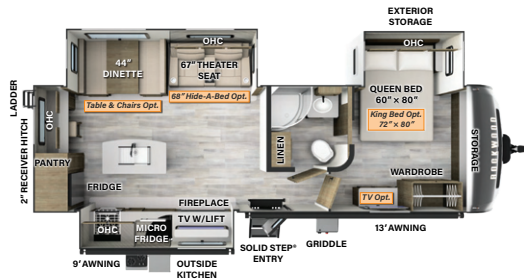 EXTERIOR
STORAGE
OHC
OHC
44"
DINETTE
67" THEATER
SEAT
QUEEN BED
60" × 80"
Table & Chairs Opt.
68" Hide-A-Bed Opt.
King Bed Opt.
72" × 80"
LADDER
2" RECEIVER HITCH
OHC
PANTRY
LINEN
STORAGE
ROCKWOOD
FRIDGE
WARDROBE
TV Opt.
FIREPLACE
TV W/LIFT
OHC
MICRO
FRIDGE
SOLID STEP®
ENTRY
GRIDDLE
13' AWNING
9' AWNING
OUTSIDE
KITCHEN